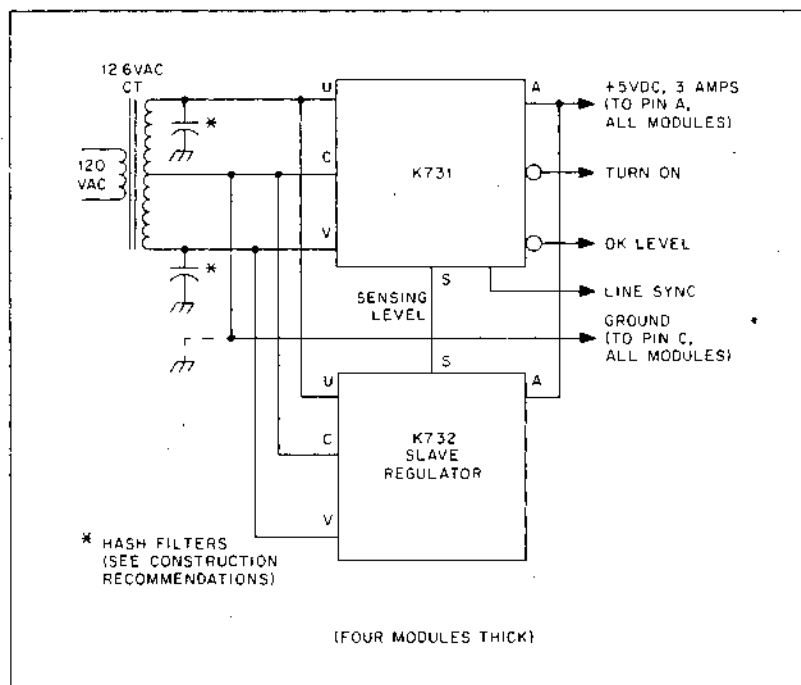 12.6VAC
CT
120
VAC
*
*
U
C
V
K731
A
S
+5VDC, 3 AMPS
(TO PIN A,
ALL MODULES)
TURN ON
OK LEVEL
LINE SYNC
SENSING
LEVEL
GROUND
(TO PIN C,
ALL MODULES)
S
U
C
V
A
K732
SLAVE
REGULATOR
* HASH FILTERS
(SEE CONSTRUCTION
RECOMMENDATIONS)
(FOUR MODULES THICK)